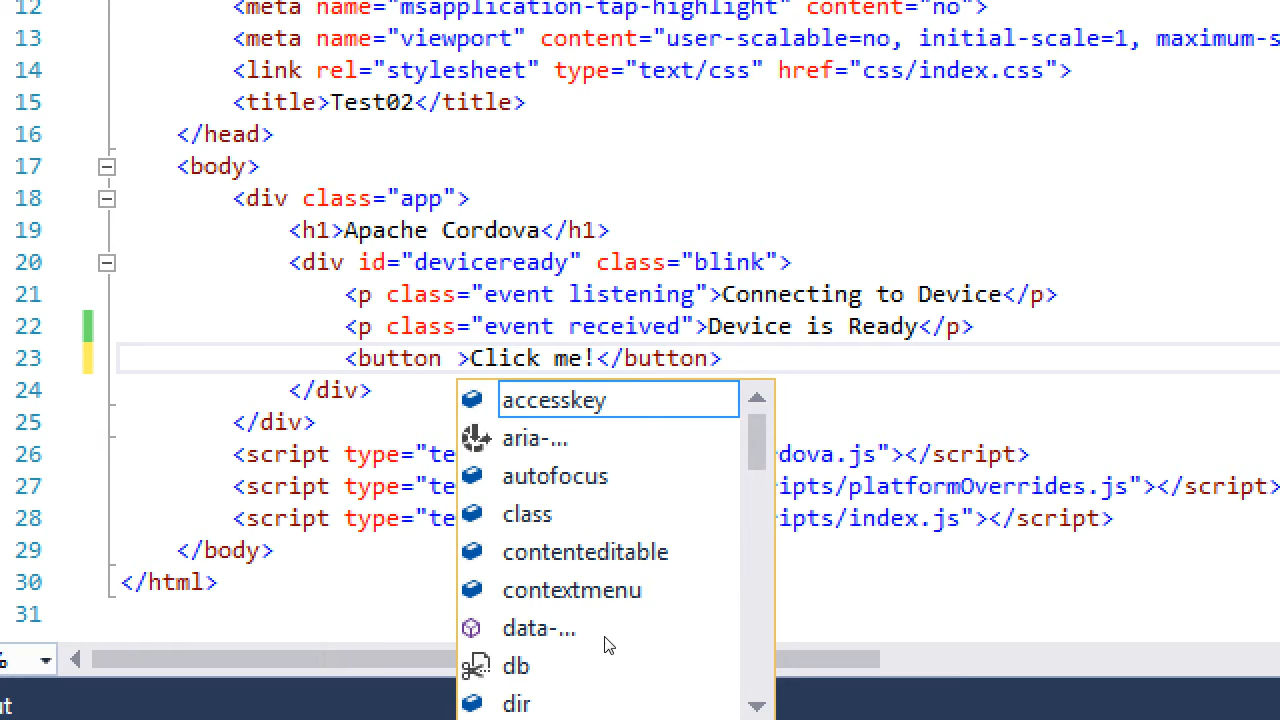 12 <meta name="msapplication-tap-highlight" content="no">
13 <meta name="viewport" content="user-scalable=no, initial-scale=1, maximum-s
14 <link rel="stylesheet" type="text/css" href="css/index.css">
15 <title>Test02</title>
16 </head>
17 <body>
18 <div class="app">
19 <h1>Apache Cordova</h1>
20 <div id="deviceready" class="blink">
21 <p class="event listening">Connecting to Device</p>
22 <p class="event received">Device is Ready</p>
23 <button >Click me!</button>
24 </div>
25 </div>
26 <script type="te dova.js"></script>
27 <script type="te ipts/platformOverrides.js"></script>
28 <script type="te ipts/index.js"></script>
29 </body>
30 </html>
31
accesskey
aria-...
autofocus
class
contenteditable
contextmenu
data-...
db
dir
%
ut